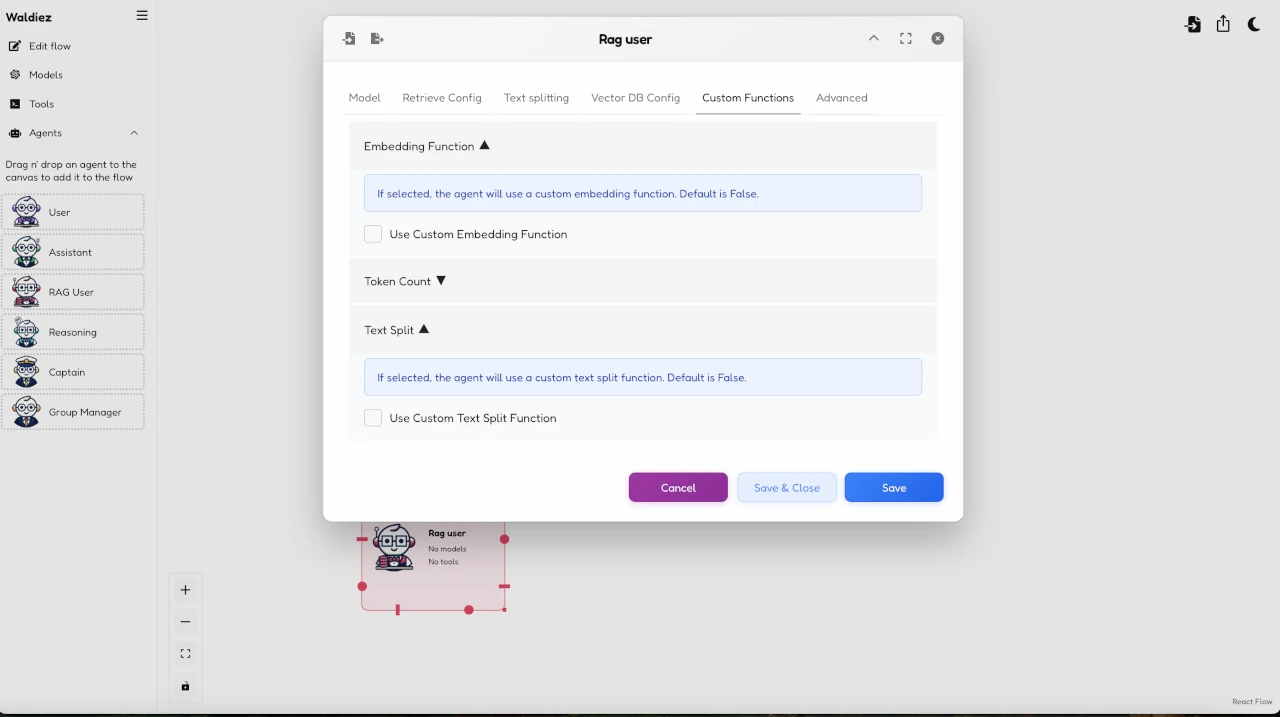 Waldiez
Edit flow
Models
Tools
Agents
Drag n' drop an agent to the
canvas to add it to the flow
User
Assistant
RAG User
Reasoning
Captain
Group Manager
Rag user
Model Retrieve Config Text splitting Vector DB Config Custom Functions Advanced
Embedding Function ▲
If selected, the agent will use a custom embedding function. Default is False.
Use Custom Embedding Function
Token Count ▼
Text Split ▲
If selected, the agent will use a custom text split function. Default is False.
Use Custom Text Split Function
Cancel Save & Close Save
Rag user
No models
No tools
React Flow